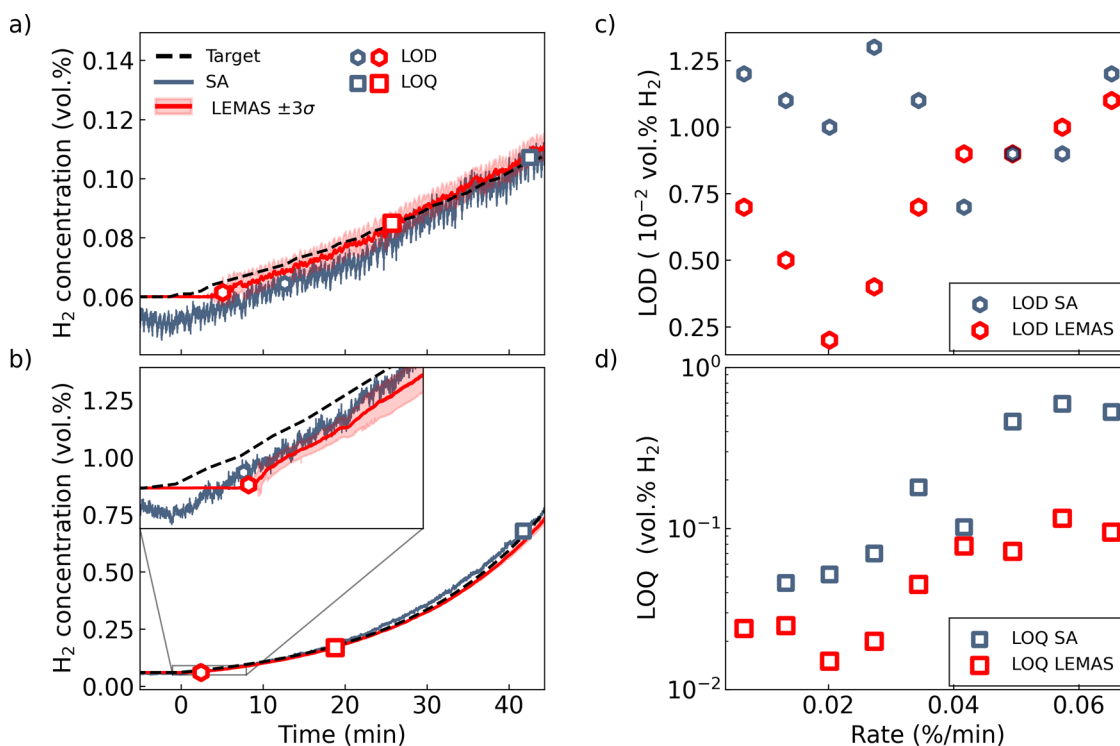 a)
H₂ concentration (vol.%)
0.14
0.12
0.10
0.08
0.06
Target
SA
LEMAS ±3σ
LOD
LOQ
b)
H₂ concentration (vol.%)
1.25
1.00
0.75
0.50
0.25
0.00
0 10 20 30 40
Time (min)
c)
LOD ( 10⁻² vol.% H₂)
1.25
1.00
0.75
0.50
0.25
LOD SA
LOD LEMAS
d)
LOQ (vol.% H₂)
10⁰
10⁻¹
10⁻²
LOQ SA
LOQ LEMAS
0.02 0.04 0.06
Rate (%/min)